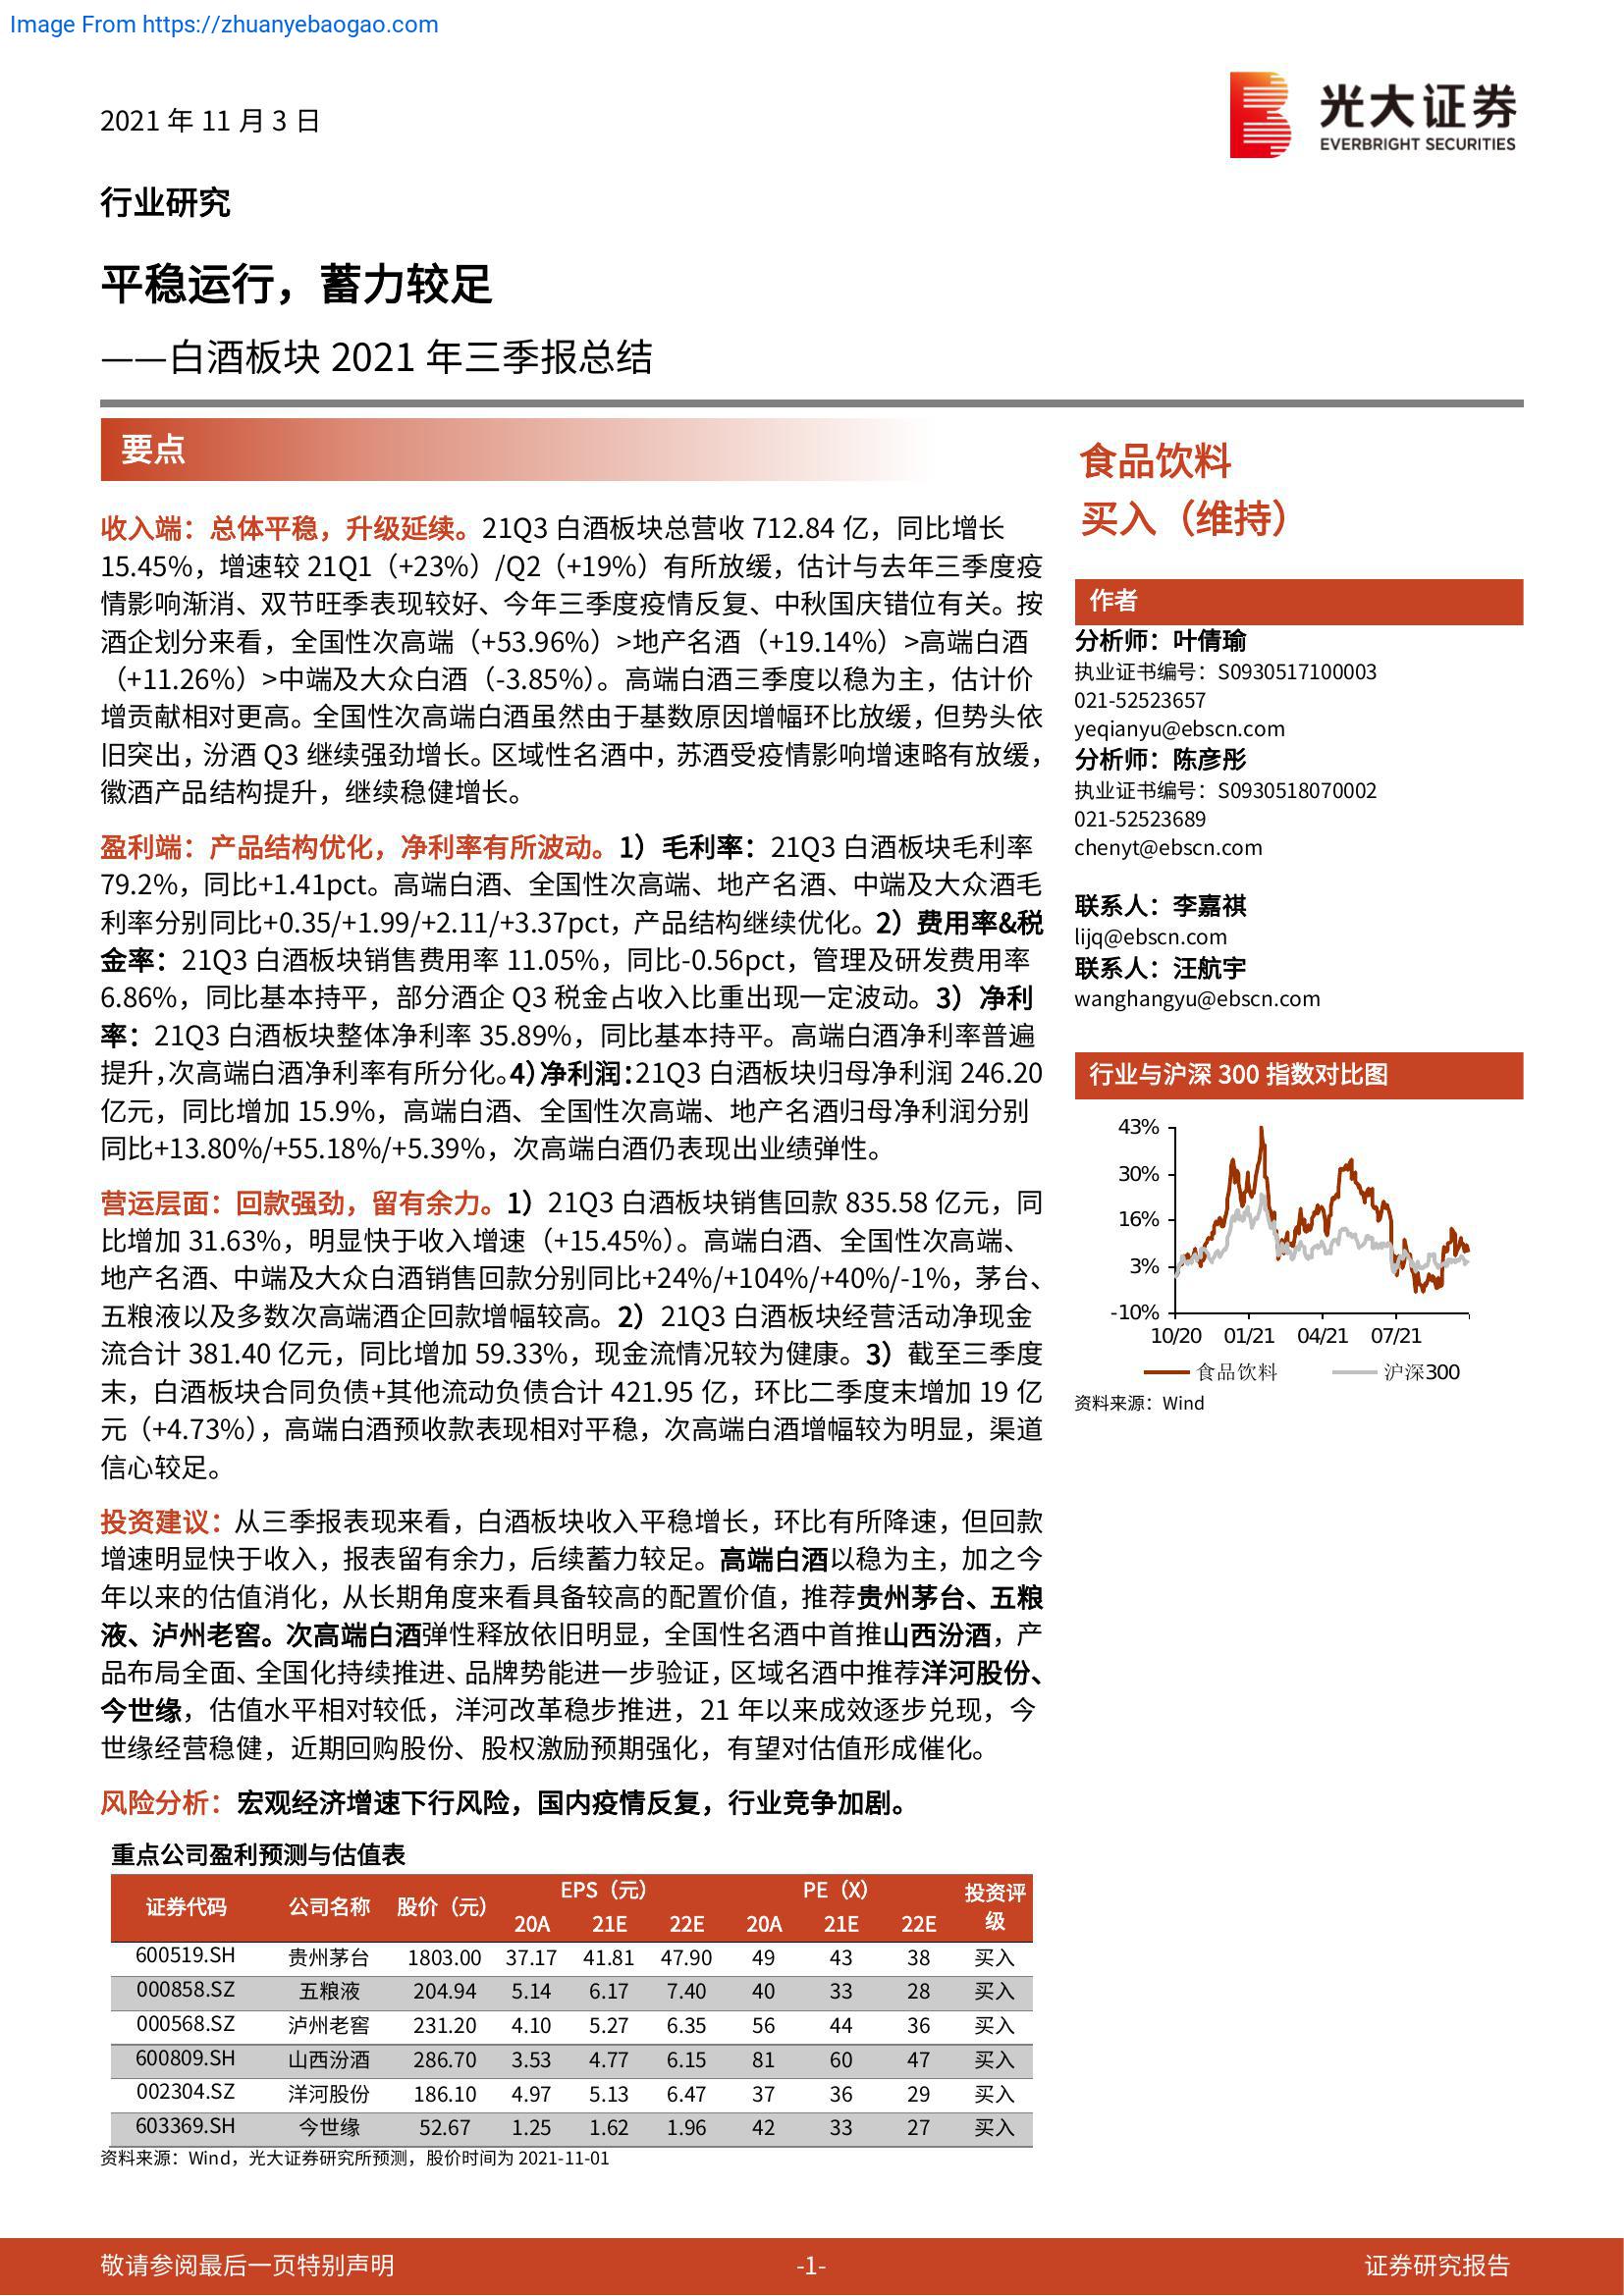 Image From https://zhuanyebaogao.com
2021 年 11 月 3 日
光大证券
EVERBRIGHT SECURITIES
行业研究
平稳运行，蓄力较足
——白酒板块 2021 年三季报总结
要点
收入端：总体平稳，升级延续。21Q3 白酒板块总营收 712.84 亿，同比增长
15.45%，增速较 21Q1（+23%）/Q2（+19%）有所放缓，估计与去年三季度疫
情影响渐消、双节旺季表现较好、今年三季度疫情反复、中秋国庆错位有关。按
酒企划分来看，全国性次高端（+53.96%）>地产名酒（+19.14%）>高端白酒
（+11.26%）>中端及大众白酒（-3.85%）。高端白酒三季度以稳为主，估计价
增贡献相对更高。全国性次高端白酒虽然由于基数原因增幅环比放缓，但势头依
旧突出，汾酒 Q3 继续强劲增长。区域性名酒中，苏酒受疫情影响增速略有放缓，
徽酒产品结构提升，继续稳健增长。
盈利端：产品结构优化，净利率有所波动。1）毛利率：21Q3 白酒板块毛利率
79.2%，同比+1.41pct。高端白酒、全国性次高端、地产名酒、中端及大众酒毛
利率分别同比+0.35/+1.99/+2.11/+3.37pct，产品结构继续优化。2）费用率&税
金率：21Q3 白酒板块销售费用率 11.05%，同比-0.56pct，管理及研发费用率
6.86%，同比基本持平，部分酒企 Q3 税金占收入比重出现一定波动。3）净利
率：21Q3 白酒板块整体净利率 35.89%，同比基本持平。高端白酒净利率普遍
提升，次高端白酒净利率有所分化。4）净利润：21Q3 白酒板块归母净利润 246.20
亿元，同比增加 15.9%，高端白酒、全国性次高端、地产名酒归母净利润分别
同比+13.80%/+55.18%/+5.39%，次高端白酒仍表现出业绩弹性。
营运层面：回款强劲，留有余力。1）21Q3 白酒板块销售回款 835.58 亿元，同
比增加 31.63%，明显快于收入增速（+15.45%）。高端白酒、全国性次高端、
地产名酒、中端及大众白酒销售回款分别同比+24%/+104%/+40%/-1%，茅台、
五粮液以及多数次高端酒企回款增幅较高。2）21Q3 白酒板块经营活动净现金
流合计 381.40 亿元，同比增加 59.33%，现金流情况较为健康。3）截至三季度
末，白酒板块合同负债+其他流动负债合计 421.95 亿，环比二季度末增加 19 亿
元（+4.73%），高端白酒预收款表现相对平稳，次高端白酒增幅较为明显，渠道
信心较足。
投资建议：从三季报表现来看，白酒板块收入平稳增长，环比有所降速，但回款
增速明显快于收入，报表留有余力，后续蓄力较足。高端白酒以稳为主，加之今
年以来的估值消化，从长期角度来看具备较高的配置价值，推荐贵州茅台、五粮
液、泸州老窖。次高端白酒弹性释放依旧明显，全国性名酒中首推山西汾酒，产
品布局全面、全国化持续推进、品牌势能进一步验证，区域名酒中推荐洋河股份、
今世缘，估值水平相对较低，洋河改革稳步推进，21 年以来成效逐步兑现，今
世缘经营稳健，近期回购股份、股权激励预期强化，有望对估值形成催化。
风险分析：宏观经济增速下行风险，国内疫情反复，行业竞争加剧。
重点公司盈利预测与估值表
证券代码 公司名称 股价（元） EPS（元） PE（X） 投资评级
20A 21E 22E 20A 21E 22E
600519.SH 贵州茅台 1803.00 37.17 41.81 47.90 49 43 38 买入
000858.SZ 五粮液 204.94 5.14 6.17 7.40 40 33 28 买入
000568.SZ 泸州老窖 231.20 4.10 5.27 6.35 56 44 36 买入
600809.SH 山西汾酒 286.70 3.53 4.77 6.15 81 60 47 买入
002304.SZ 洋河股份 186.10 4.97 5.13 6.47 37 36 29 买入
603369.SH 今世缘 52.67 1.25 1.62 1.96 42 33 27 买入
资料来源：Wind，光大证券研究所预测，股价时间为 2021-11-01
食品饮料
买入（维持）
作者
分析师：叶倩瑜
执业证书编号：S0930517100003
021-52523657
yeqianyu@ebscn.com
分析师：陈彦彤
执业证书编号：S0930518070002
021-52523689
chenyt@ebscn.com
联系人：李嘉祺
lijq@ebscn.com
联系人：汪航宇
wanghangyu@ebscn.com
行业与沪深 300 指数对比图
43%
30%
16%
3%
-10%
10/20 01/21 04/21 07/21
食品饮料 沪深300
资料来源：Wind
敬请参阅最后一页特别声明 -1- 证券研究报告